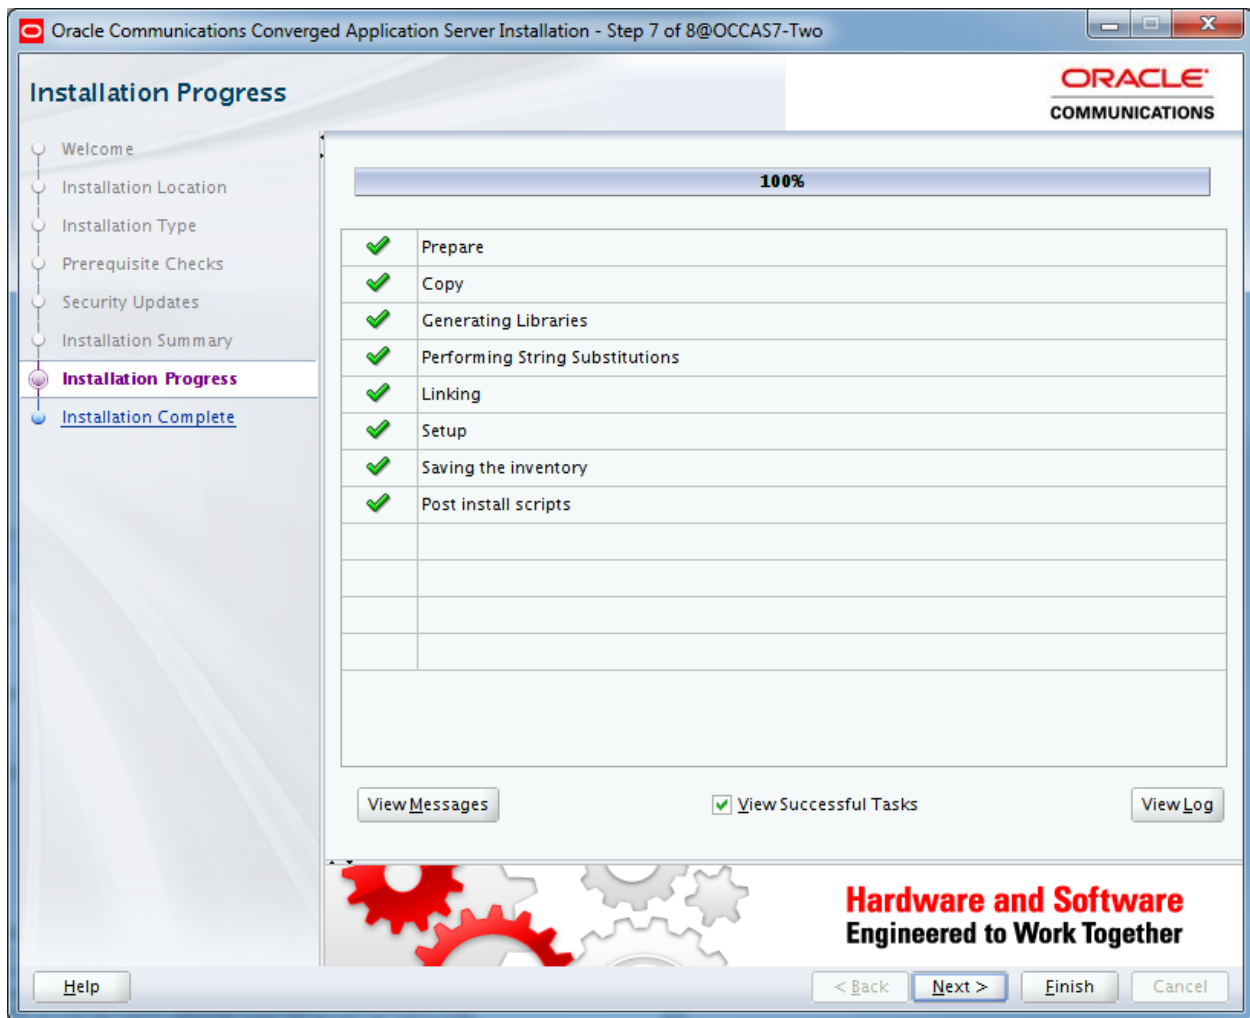 Oracle Communications Converged Application Server Installation - Step 7 of 8@OCCAS7-Two
Installation Progress
ORACLE
COMMUNICATIONS
Welcome
Installation Location
Installation Type
Prerequisite Checks
Security Updates
Installation Summary
Installation Progress
Installation Complete
100%
Prepare
Copy
Generating Libraries
Performing String Substitutions
Linking
Setup
Saving the inventory
Post install scripts
View Messages
View Successful Tasks
View Log
Hardware and Software
Engineered to Work Together
Help
< Back
Next >
Finish
Cancel